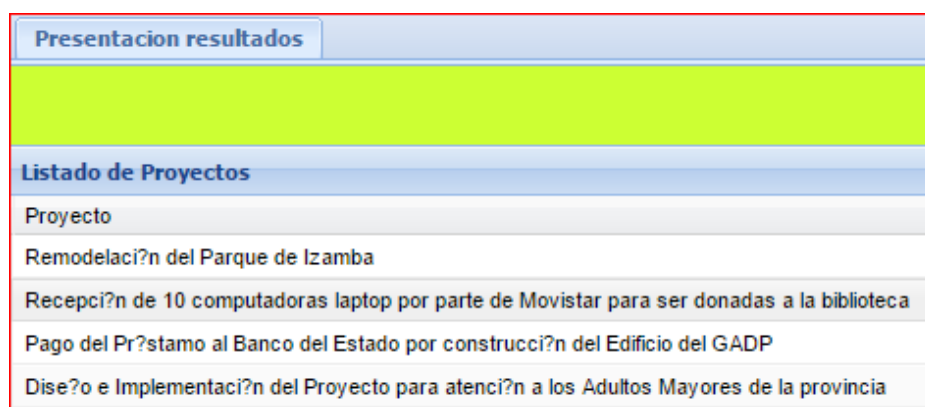 Presentacion resultados
Listado de Proyectos
Proyecto
Remodelaci?n del Parque de Izamba
Recepci?n de 10 computadoras laptop por parte de Movistar para ser donadas a la biblioteca
Pago del Pr?stamo al Banco del Estado por construcci?n del Edificio del GADP
Dise?o e Implementaci?n del Proyecto para atenci?n a los Adultos Mayores de la provincia